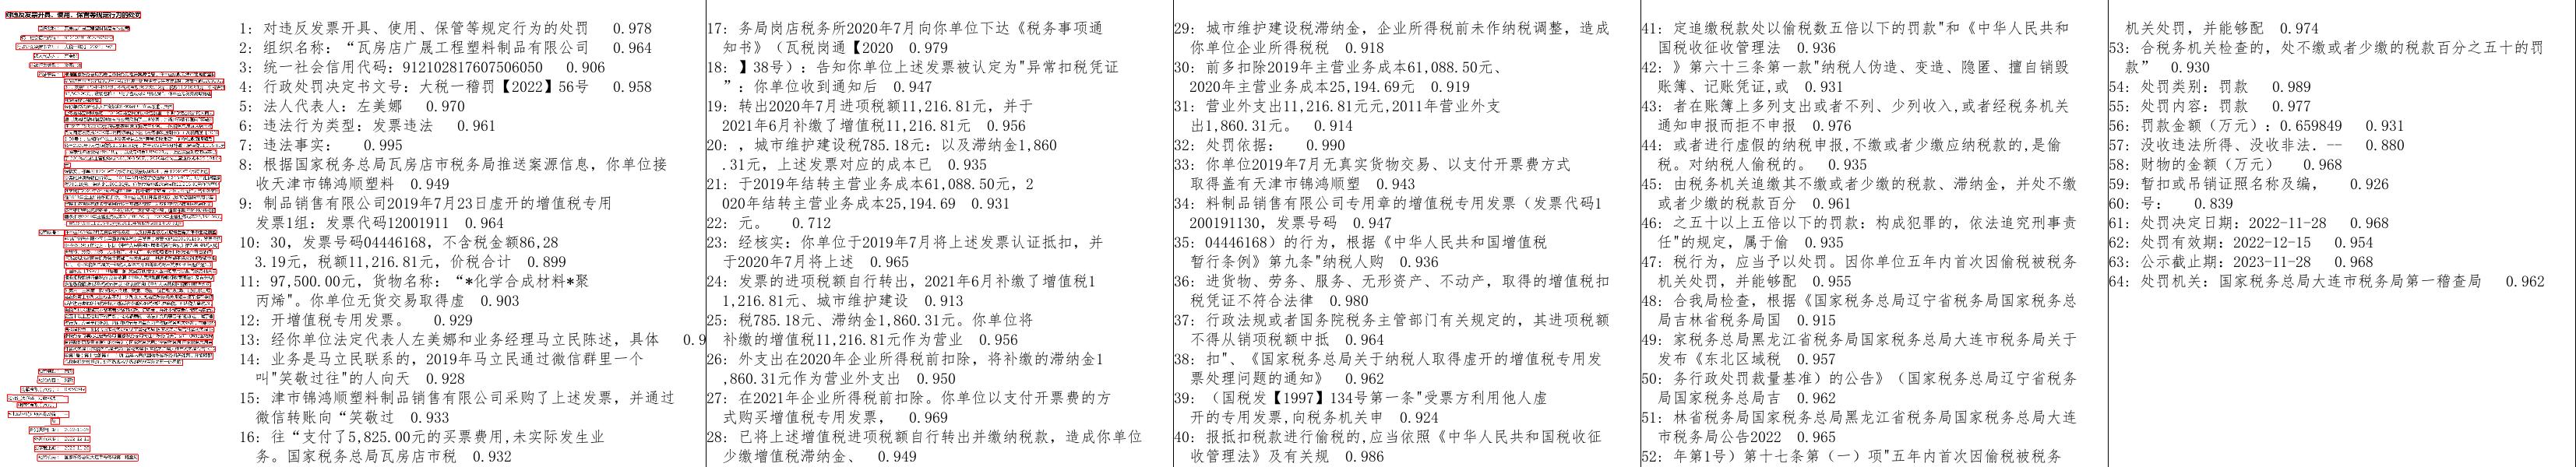 1: 对违反发票开具、使用、保管等规定行为的处罚 0.978
2: 组织名称: “瓦房店广晟工程塑料制品有限公司 0.964
3: 统一社会信用代码: 912102817607506050 0.906
4: 行政处罚决定书文号: 大税一稽罚【2022】56号 0.958
5: 法人代表人: 左美娜 0.970
6: 违法行为类型: 发票违法 0.961
7: 违法事实: 0.995
8: 根据国家税务总局瓦房店市税务局推送案源信息, 你单位接
收天津市锦鸿顺塑料 0.949
9: 制品销售有限公司2019年7月23日虚开的增值税专用
发票1组: 发票代码12001911 0.964
10: 30, 发票号码04446168, 不含税金额86,28
3.19元, 税额11,216.81元, 价税合计 0.899
11: 97,500.00元, 货物名称: “*化学合成材料*聚
丙烯"。你单位无货交易取得虚 0.903
12: 开增值税专用发票。 0.929
13: 经你单位法定代表人左美娜和业务经理马立民陈述, 具体 0.9
14: 业务是马立民联系的, 2019年马立民通过微信群里一个
叫"笑敬过往"的人向天 0.928
15: 津市锦鸿顺塑料制品销售有限公司采购了上述发票, 并通过
微信转账向“笑敬过 0.933
16: 往“支付了5,825.00元的买票费用,未实际发生业
务。国家税务总局瓦房店市税 0.932
17: 务局岗店税务所2020年7月向你单位下达《税务事项通
知书》(瓦税岗通【2020 0.979
18: 】38号): 告知你单位上述发票被认定为"异常扣税凭证
”: 你单位收到通知后 0.947
19: 转出2020年7月进项税额11,216.81元, 并于
2021年6月补缴了增值税11,216.81元 0.956
20: , 城市维护建设税785.18元: 以及滞纳金1,860
.31元, 上述发票对应的成本已 0.935
21: 于2019年结转主营业务成本61,088.50元, 2
020年结转主营业务成本25,194.69 0.931
22: 元。 0.712
23: 经核实: 你单位于2019年7月将上述发票认证抵扣, 并
于2020年7月将上述 0.965
24: 发票的进项税额自行转出, 2021年6月补缴了增值税1
1,216.81元、城市维护建设 0.913
25: 税785.18元、滞纳金1,860.31元。你单位将
补缴的增值税11,216.81元作为营业 0.956
26: 外支出在2020年企业所得税前扣除, 将补缴的滞纳金1
,860.31元作为营业外支出 0.950
27: 在2021年企业所得税前扣除。你单位以支付开票费的方
式购买增值税专用发票, 0.969
28: 已将上述增值税进项税额自行转出并缴纳税款, 造成你单位
少缴增值税滞纳金、 0.949
29: 城市维护建设税滞纳金, 企业所得税前未作纳税调整, 造成
你单位企业所得税税 0.918
30: 前多扣除2019年主营业务成本61,088.50元、
2020年主营业务成本25,194.69元 0.919
31: 营业外支出11,216.81元元,2011年营业外支
出1,860.31元。 0.914
32: 处罚依据: 0.990
33: 你单位2019年7月无真实货物交易、以支付开票费方式
取得盖有天津市锦鸿顺塑 0.943
34: 料制品销售有限公司专用章的增值税专用发票(发票代码1
200191130, 发票号码 0.947
35: 04446168)的行为, 根据《中华人民共和国增值税
暂行条例》第九条"纳税人购 0.936
36: 进货物、劳务、服务、无形资产、不动产, 取得的增值税扣
税凭证不符合法律 0.980
37: 行政法规或者国务院税务主管部门有关规定的, 其进项税额
不得从销项税额中抵 0.964
38: 扣"、《国家税务总局关于纳税人取得虚开的增值税专用发
票处理问题的通知》 0.962
39: (国税发【1997】134号第一条"受票方利用他人虚
开的专用发票,向税务机关申 0.924
40: 报抵扣税款进行偷税的,应当依照《中华人民共和国税收征
收管理法》及有关规 0.986
41: 定追缴税款处以偷税数五倍以下的罚款"和《中华人民共和
国税收征收管理法 0.936
42: 》第六十三条第一款"纳税人伪造、变造、隐匿、擅自销毁
账簿、记账凭证,或 0.931
43: 者在账簿上多列支出或者不列、少列收入,或者经税务机关
通知申报而拒不申报 0.976
44: 或者进行虚假的纳税申报,不缴或者少缴应纳税款的,是偷
税。对纳税人偷税的。 0.935
45: 由税务机关追缴其不缴或者少缴的税款、滞纳金, 并处不缴
或者少缴的税款百分 0.961
46: 之五十以上五倍以下的罚款: 构成犯罪的, 依法追究刑事责
任"的规定, 属于偷 0.935
47: 税行为, 应当予以处罚。因你单位五年内首次因偷税被税务
机关处罚, 并能够配 0.955
48: 合我局检查, 根据《国家税务总局辽宁省税务局国家税务总
局吉林省税务局国 0.915
49: 家税务总局黑龙江省税务局国家税务总局大连市税务局关于
发布《东北区域税 0.957
50: 务行政处罚裁量基准)的公告》(国家税务总局辽宁省税务
局国家税务总局吉 0.962
51: 林省税务局国家税务总局黑龙江省税务局国家税务总局大连
市税务局公告2022 0.965
52: 年第1号)第十七条第(一)项"五年内首次因偷税被税务
机关处罚, 并能够配 0.974
53: 合税务机关检查的, 处不缴或者少缴的税款百分之五十的罚
款” 0.930
54: 处罚类别: 罚款 0.989
55: 处罚内容: 罚款 0.977
56: 罚款金额(万元): 0.659849 0.931
57: 没收违法所得、没收非法. -- 0.880
58: 财物的金额(万元) 0.968
59: 暂扣或吊销证照名称及编, 0.926
60: 号: 0.839
61: 处罚决定日期: 2022-11-28 0.968
62: 处罚有效期: 2022-12-15 0.954
63: 公示截止期: 2023-11-28 0.968
64: 处罚机关: 国家税务总局大连市税务局第一稽查局 0.962